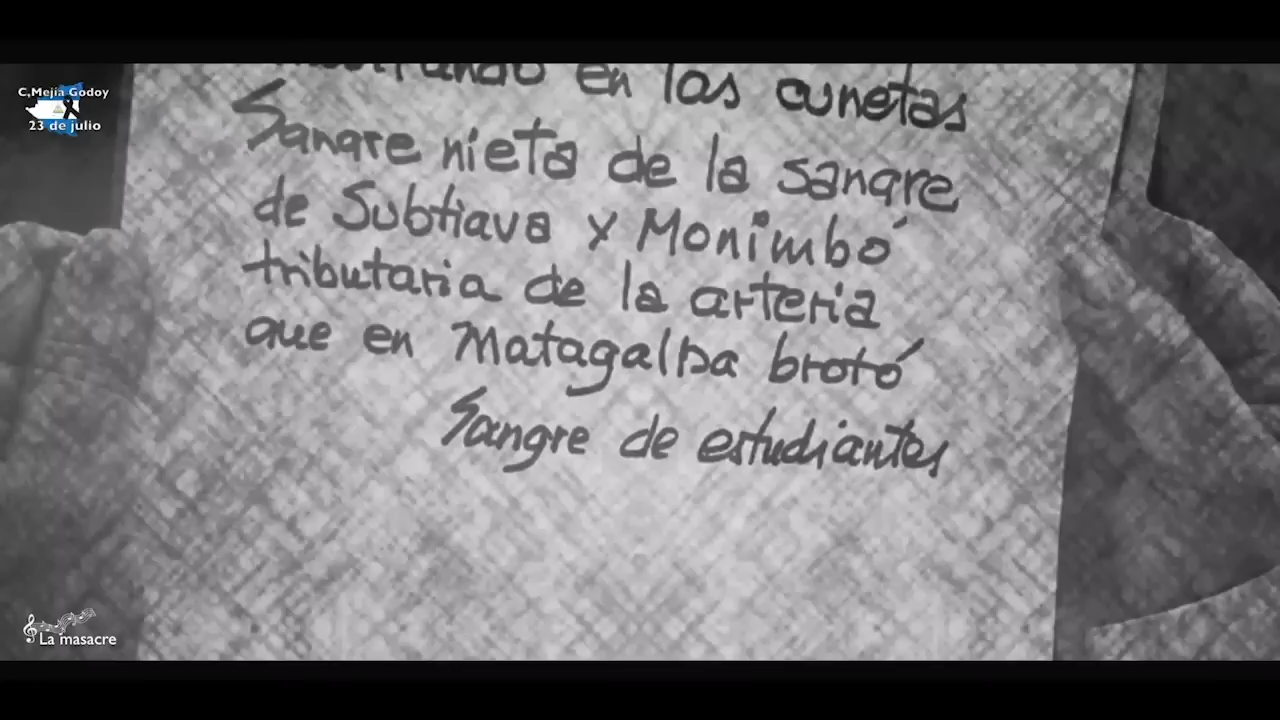 C,Mejía Godoy
23 de julio
en las cunetas
Sangre nieta de la sangre
de Subtiava y Monimbó
tributaria de la arteria
que en Matagalpa brotó
Sangre de estudiantes
La masacre